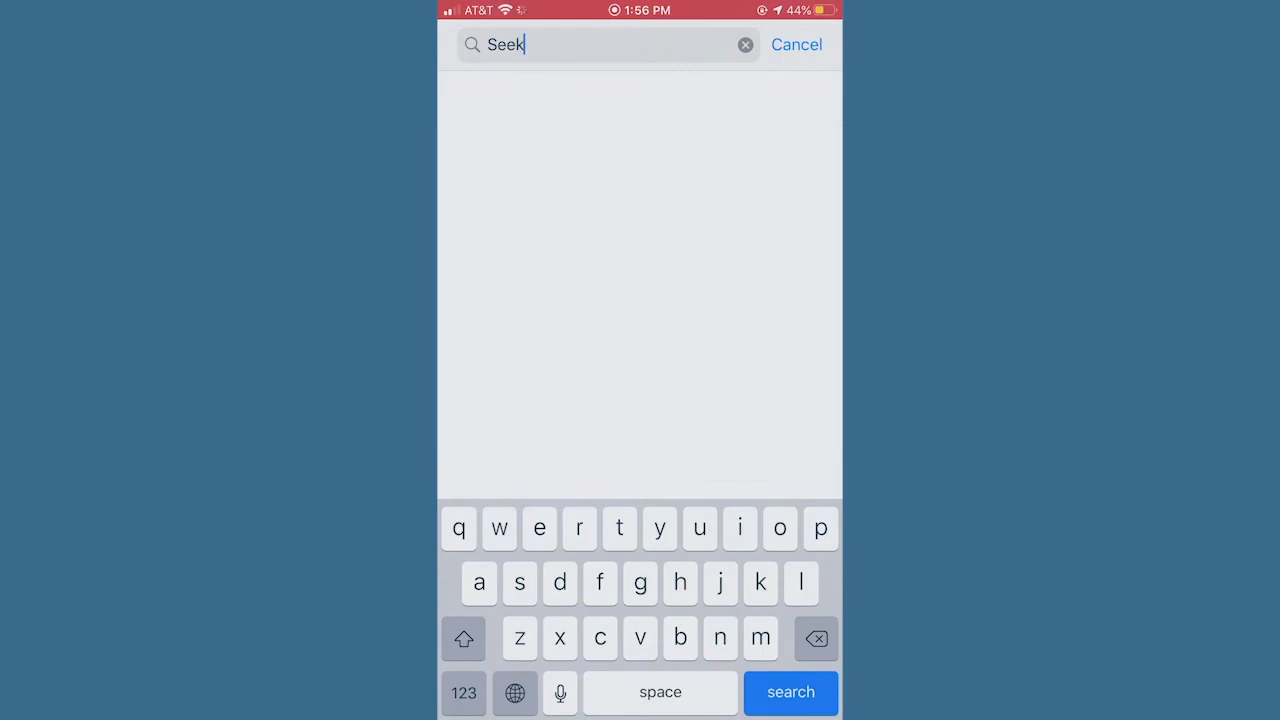 AT&T 1:56 PM 44%
Seek Cancel
q w e r t y u i o p
a s d f g h j k l
z x c v b n m
123 space search